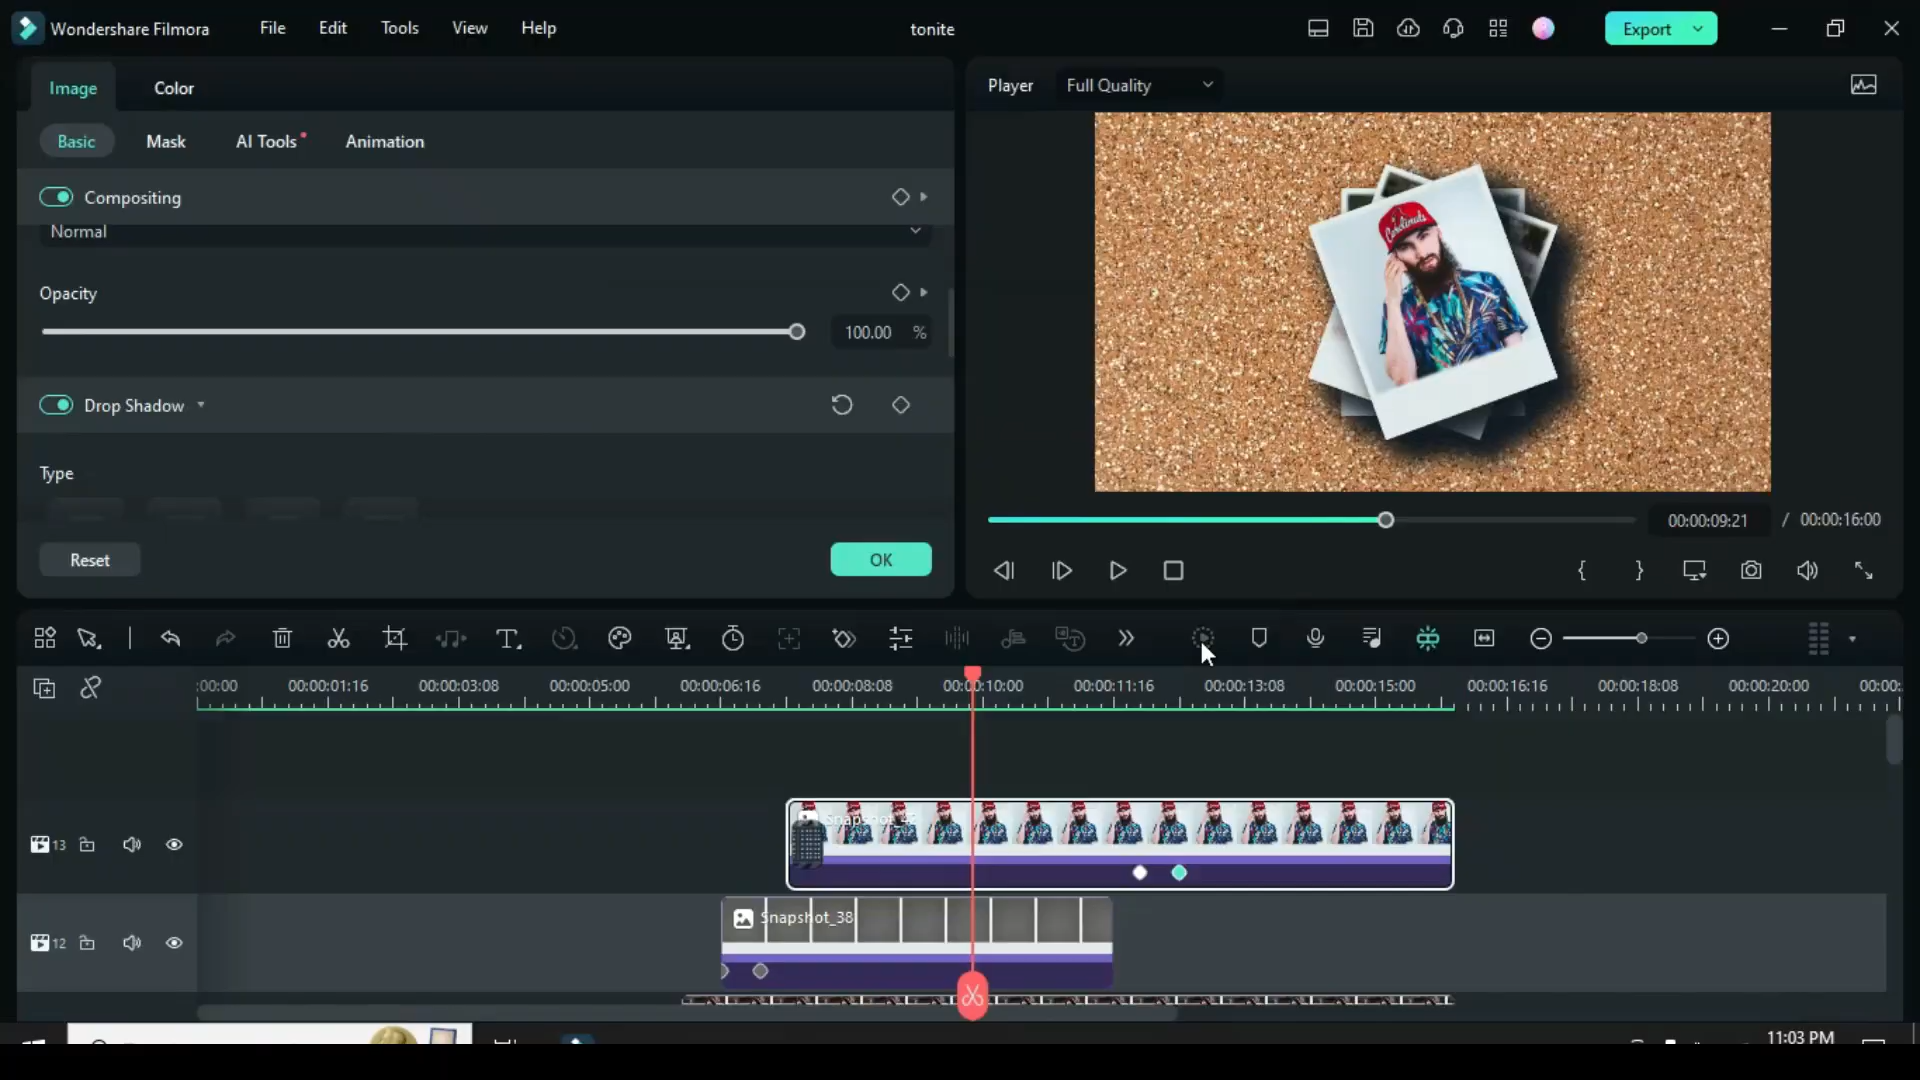 Wondershare Filmora File Edit Tools View Help tonite Export
Image Color
Player Full Quality
Basic Mask AI Tools Animation
Compositing
Normal
Opacity
100.00 %
Drop Shadow
Type
Reset OK
Cardinals
00:00:09:21 / 00:00:16:00
:00:00 00:00:01:16 00:00:03:08 00:00:05:00 00:00:06:16 00:00:08:08 00:00:10:00 00:00:11:16 00:00:13:08 00:00:15:00 00:00:16:16 00:00:18:08 00:00:20:00 00:00:
13
Snapshot_42
12
Snapshot_38
11:03 PM